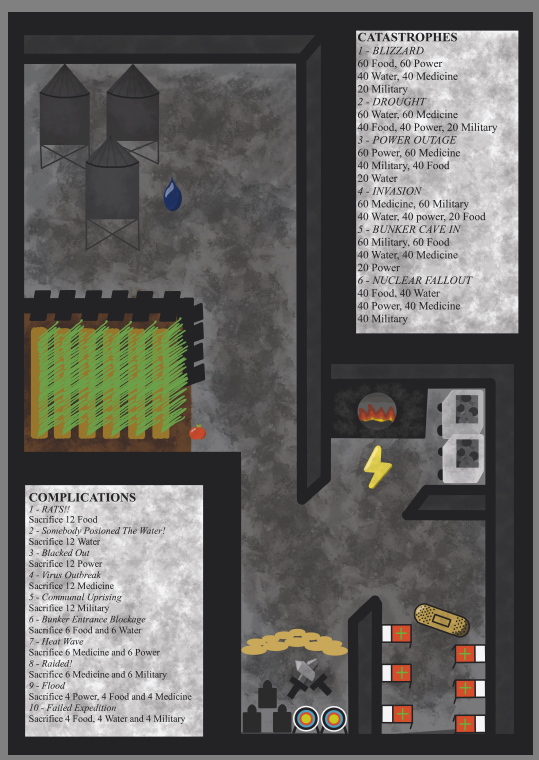 CATASTROPHES
1 - BLIZZARD
60 Food, 60 Power
40 Water, 40 Medicine
20 Military
2 - DROUGHT
60 Water, 60 Medicine
40 Food, 40 Power, 20 Military
3 - POWER OUTAGE
60 Power, 60 Medicine
40 Military, 40 Food
20 Water
4 - INVASION
60 Medicine, 60 Military
40 Water, 40 power, 20 Food
5 - BUNKER CAVE IN
60 Military, 60 Food
40 Water, 40 Medicine
20 Power
6 - NUCLEAR FALLOUT
40 Food, 40 Water
40 Power, 40 Medicine
40 Military
COMPLICATIONS
1 - RATS!!
Sacrifice 12 Food
2 - Somebody Posioned The Water!
Sacrifice 12 Water
3 - Blacked Out
Sacrifice 12 Power
4 - Virus Outbreak
Sacrifice 12 Medicine
5 - Communal Uprising
Sacrifice 12 Military
6 - Bunker Entrance Blockage
Sacrifice 6 Food and 6 Water
7 - Heat Wave
Sacrifice 6 Medicine and 6 Power
8 - Raided!
Sacrifice 6 Medicine and 6 Military
9 - Flood
Sacrifice 4 Power, 4 Food and 4 Medicine
10 - Failed Expedition
Sacrifice 4 Food, 4 Water and 4 Military